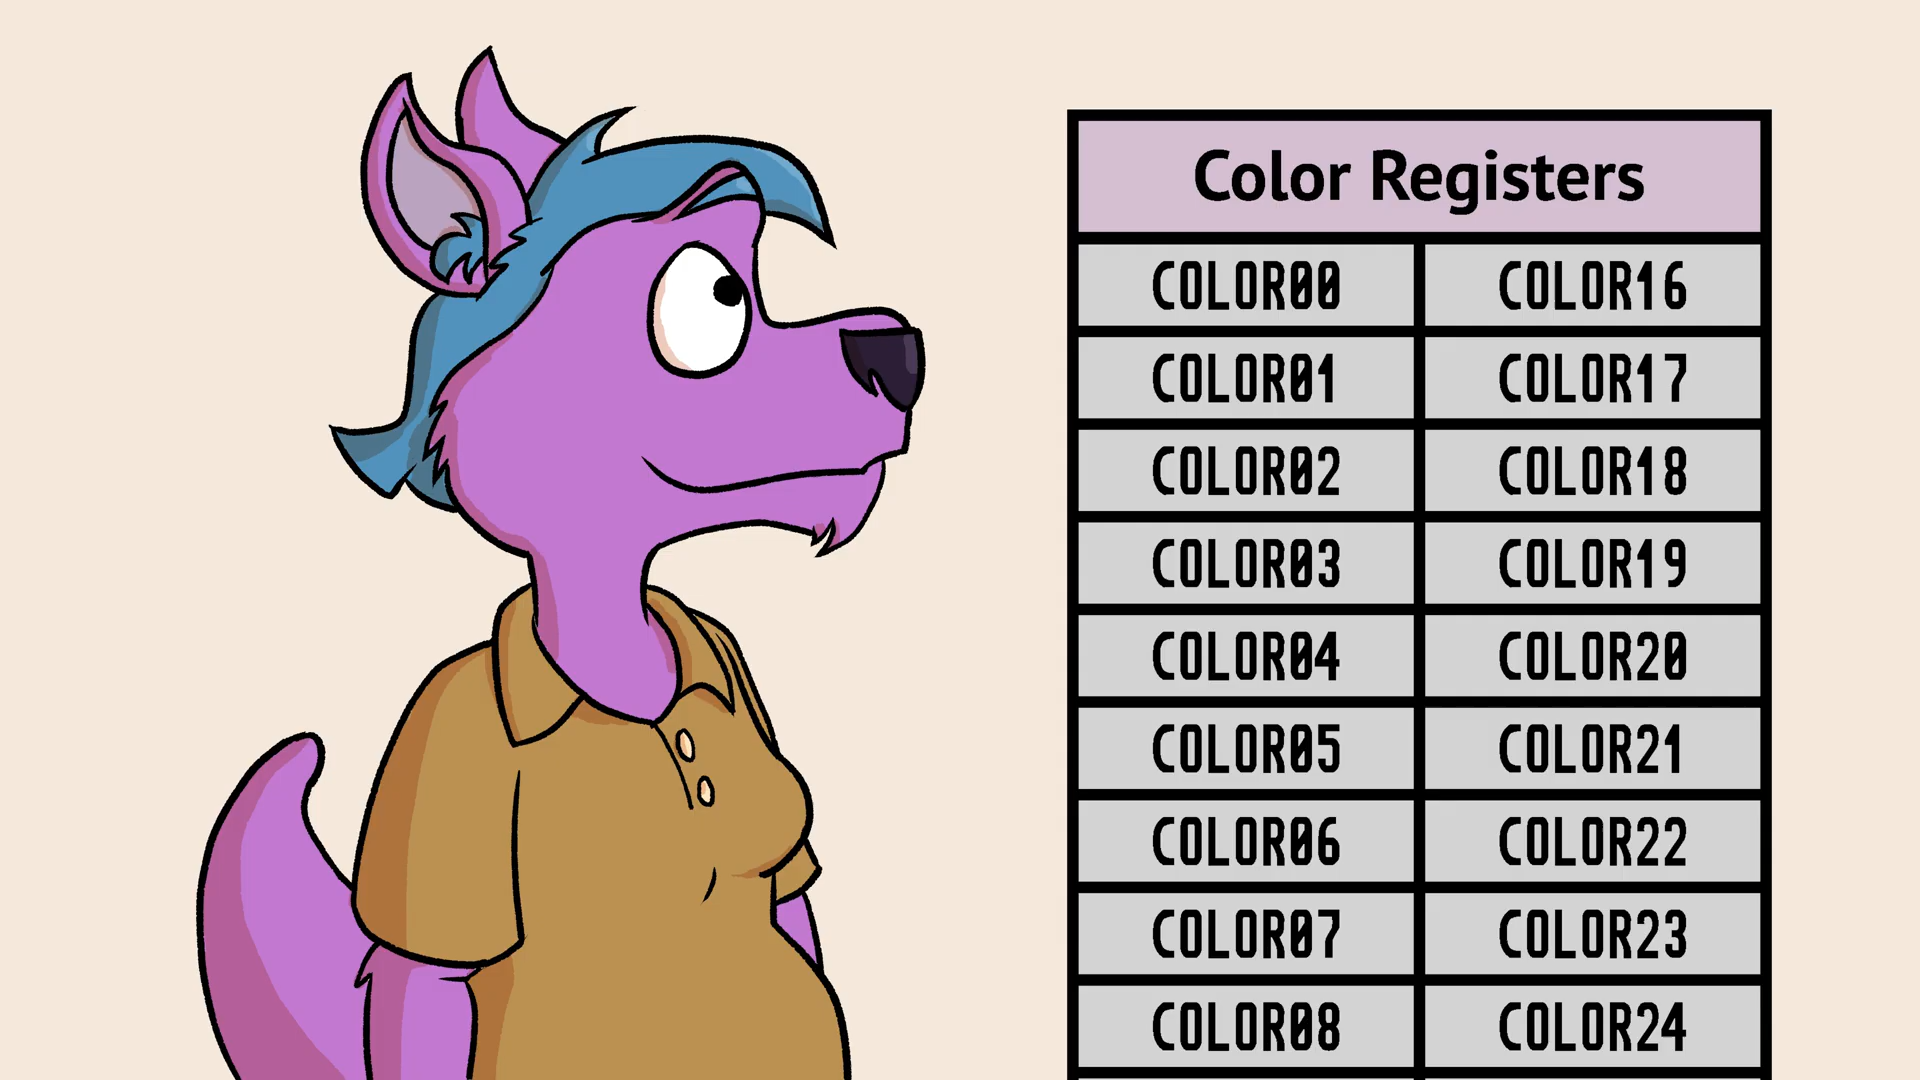 Color Registers
COLOR00 COLOR16
COLOR01 COLOR17
COLOR02 COLOR18
COLOR03 COLOR19
COLOR04 COLOR20
COLOR05 COLOR21
COLOR06 COLOR22
COLOR07 COLOR23
COLOR08 COLOR24